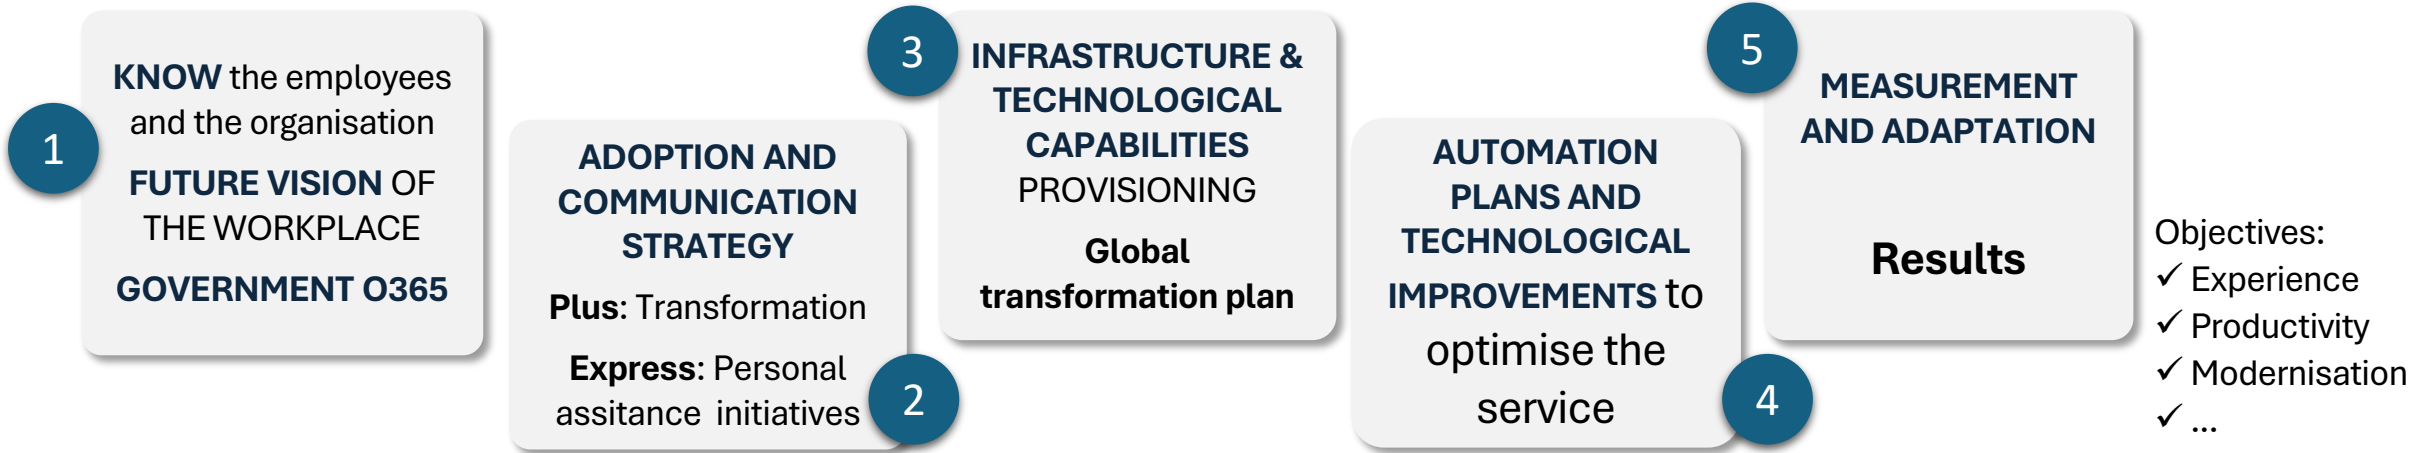 1
KNOW the employees
and the organisation
FUTURE VISION OF
THE WORKPLACE
GOVERNMENT O365
ADOPTION AND
COMMUNICATION
STRATEGY
Plus: Transformation
Express: Personal
assitance initiatives
2
3
INFRASTRUCTURE &
TECHNOLOGICAL
CAPABILITIES
PROVISIONING
Global
transformation plan
AUTOMATION
PLANS AND
TECHNOLOGICAL
IMPROVEMENTS to
optimise the
service
4
5
MEASUREMENT
AND ADAPTATION
Results
Objectives:
✓ Experience
✓ Productivity
✓ Modernisation
✓ ...